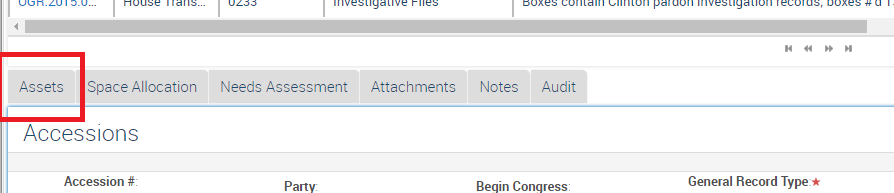 OGR.2015.0... House Trans... 0233 Investigative Files Boxes contain Clinton pardon investigation records, boxes #'d
Assets Space Allocation Needs Assessment Attachments Notes Audit
Accessions
Accession #: Party: Begin Congress: General Record Type:★